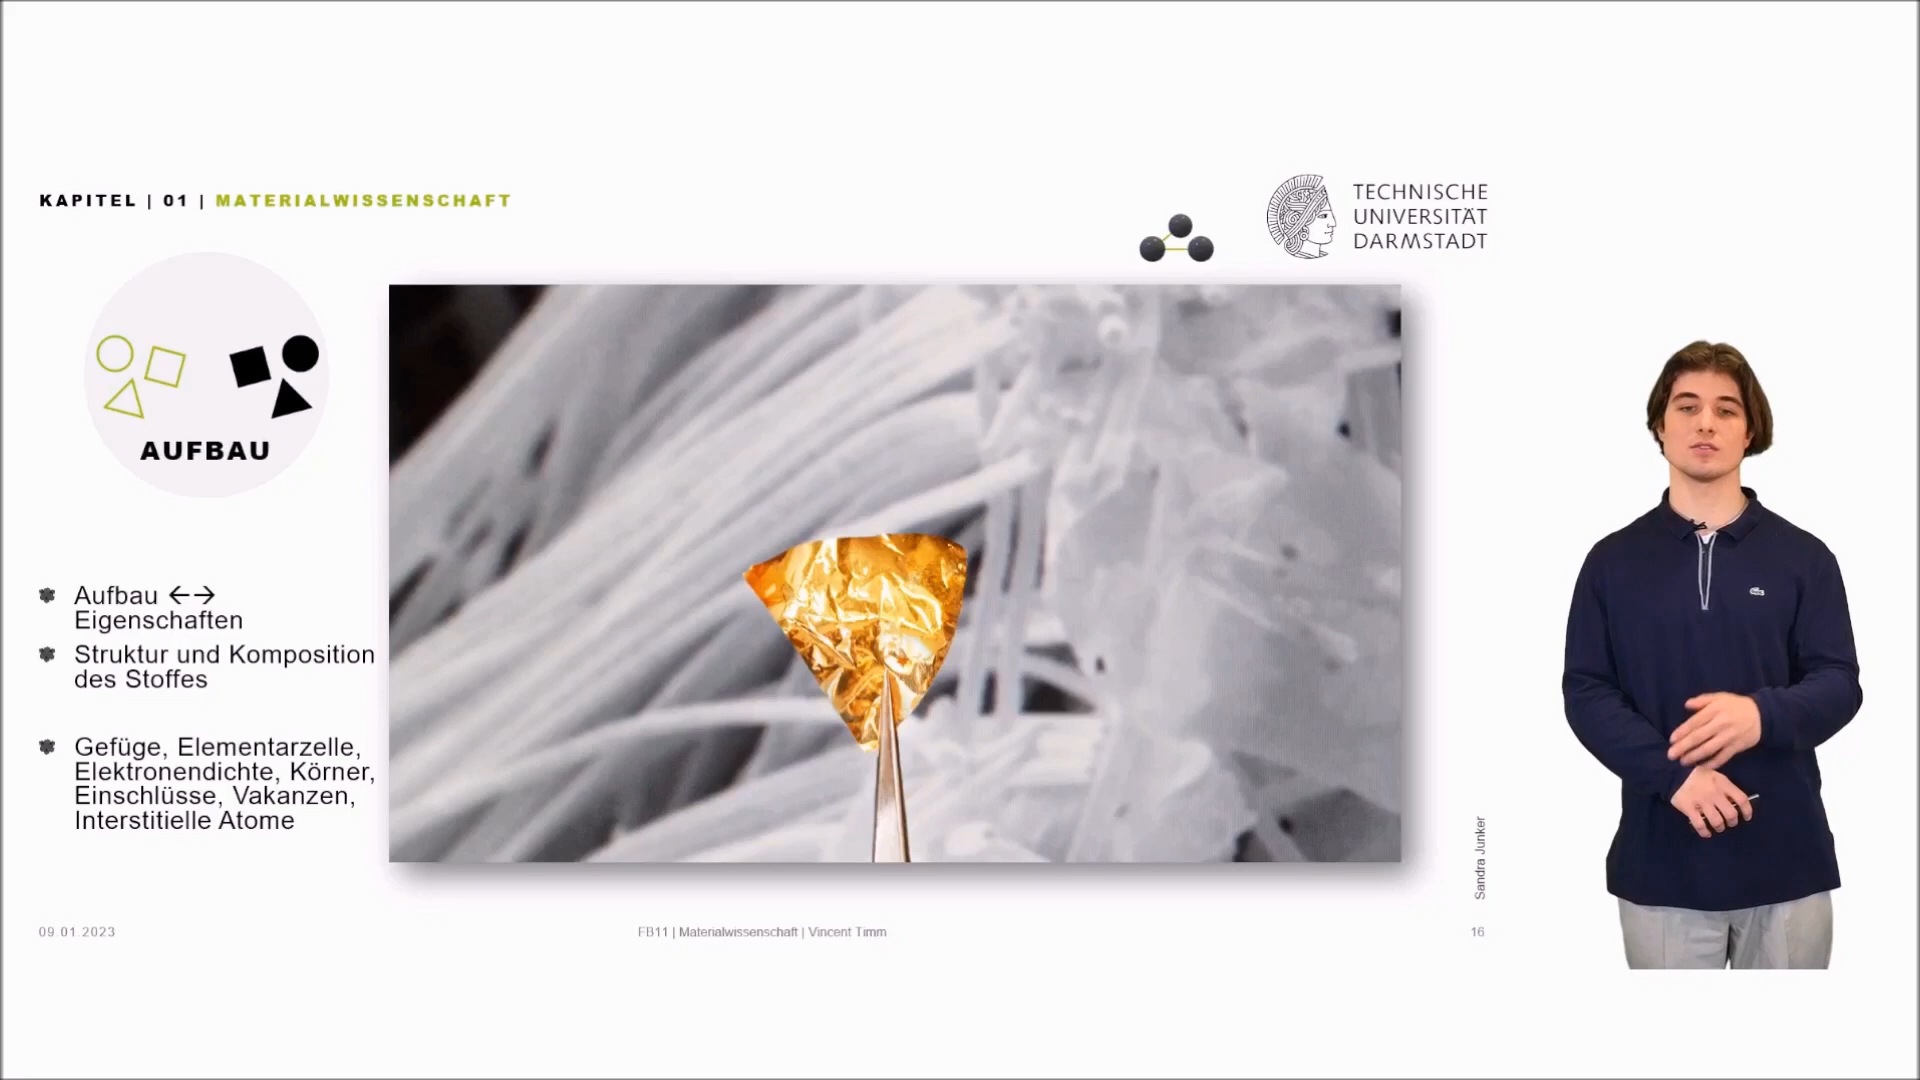 KAPITEL | 01 | MATERIALWISSENSCHAFT
TECHNISCHE
UNIVERSITÄT
DARMSTADT
AUFBAU
Aufbau ←→
Eigenschaften
Struktur und Komposition
des Stoffes
Gefüge, Elementarzelle,
Elektronendichte, Körner,
Einschlüsse, Vakanzen,
Interstitielle Atome
Sandra Junker
09.01.2023
FB11 | Materialwissenschaft | Vincent Timm
16